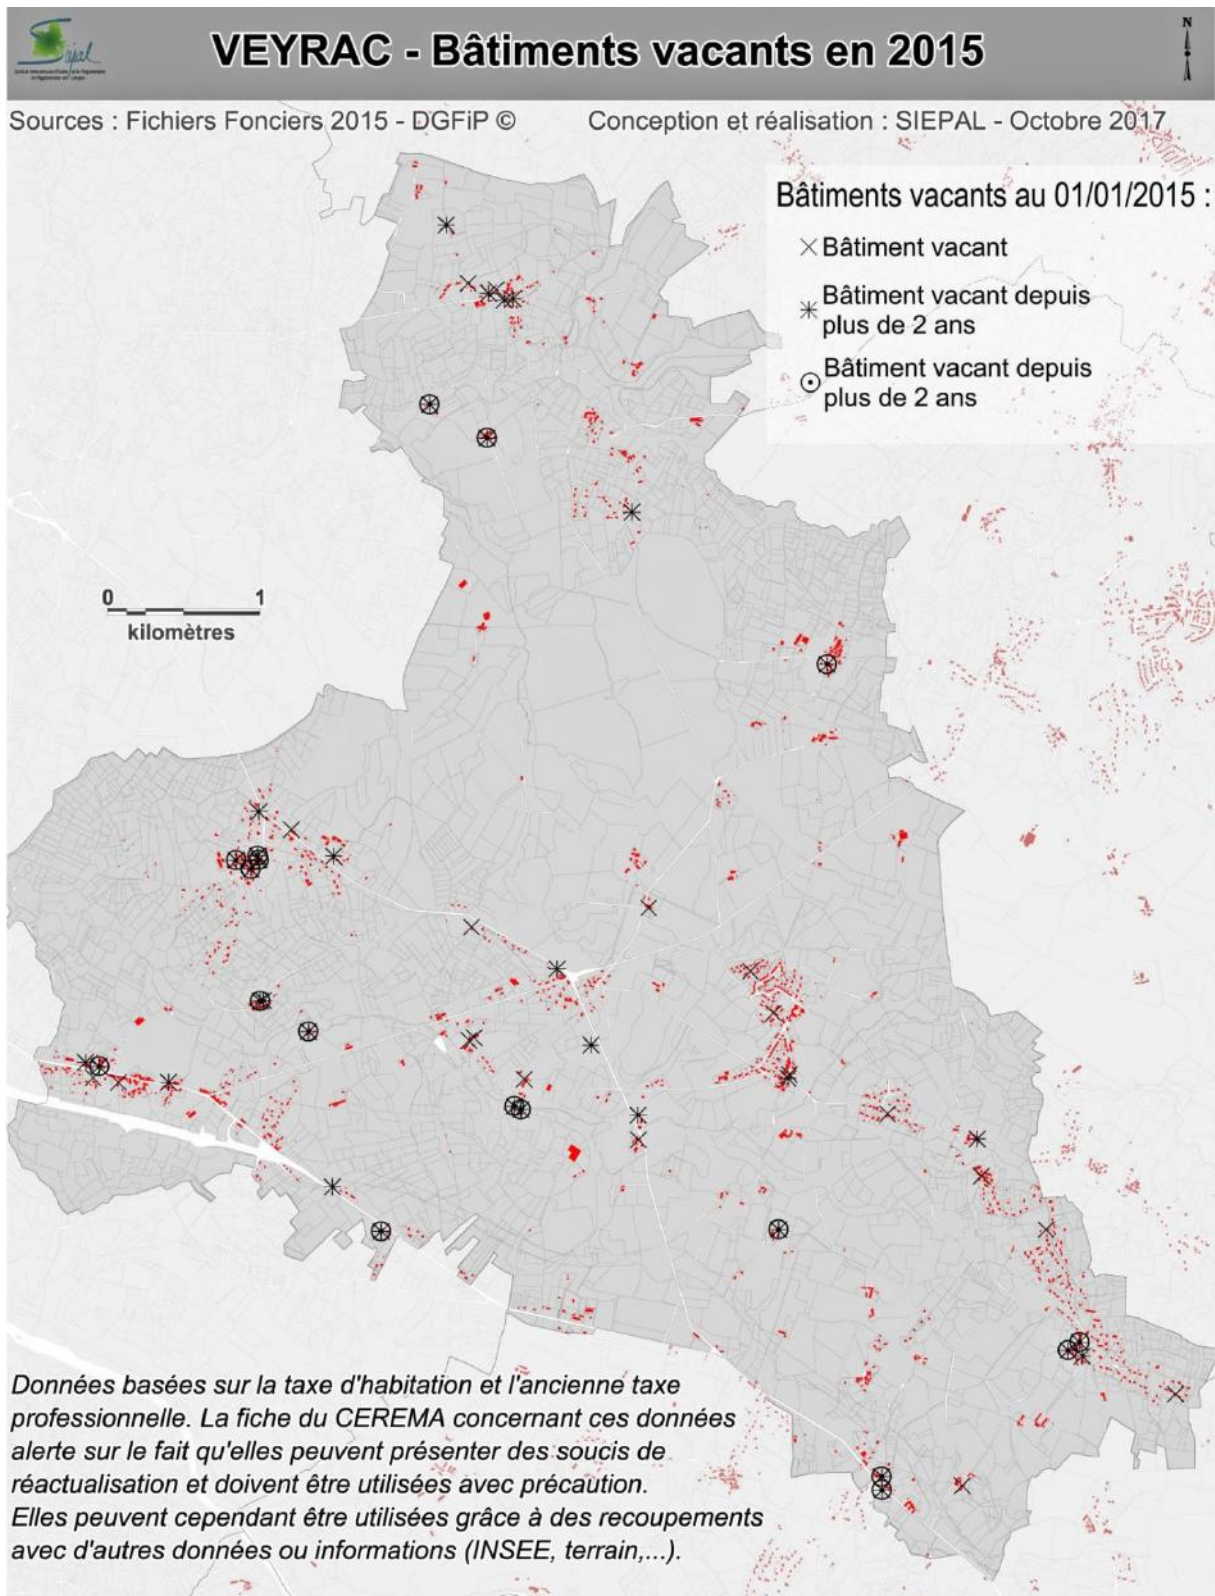 Siépal
VEYRAC - Bâtiments vacants en 2015
N
Sources : Fichiers Fonciers 2015 - DGFiP © Conception et réalisation : SIEPAL - Octobre 2017
Bâtiments vacants au 01/01/2015 :
Bâtiment vacant
Bâtiment vacant depuis
plus de 2 ans
Bâtiment vacant depuis
plus de 2 ans
0 1
kilomètres
Données basées sur la taxe d'habitation et l'ancienne taxe
professionnelle. La fiche du CEREMA concernant ces données
alerte sur le fait qu'elles peuvent présenter des soucis de
réactualisation et doivent être utilisées avec précaution.
Elles peuvent cependant être utilisées grâce à des recoupements
avec d'autres données ou informations (INSEE, terrain,...).